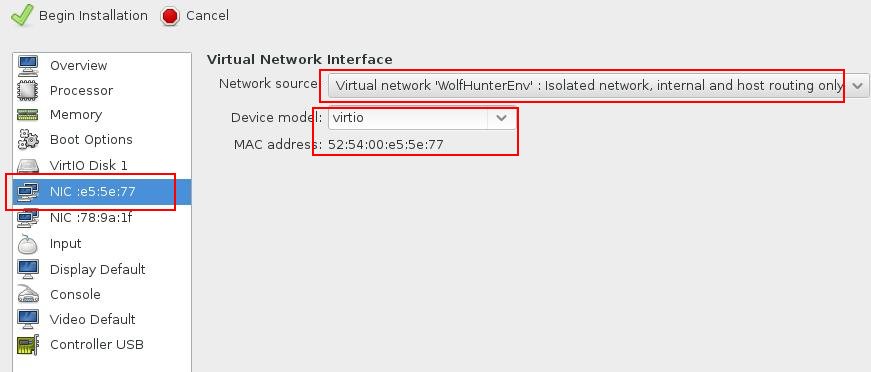 Begin Installation Cancel
Overview
Processor
Memory
Boot Options
VirtIO Disk 1
NIC :e5:5e:77
NIC :78:9a:1f
Input
Display Default
Console
Video Default
Controller USB
Virtual Network Interface
Network source: Virtual network 'WolfHunterEnv' : Isolated network, internal and host routing only
Device model: virtio
MAC address: 52:54:00:e5:5e:77